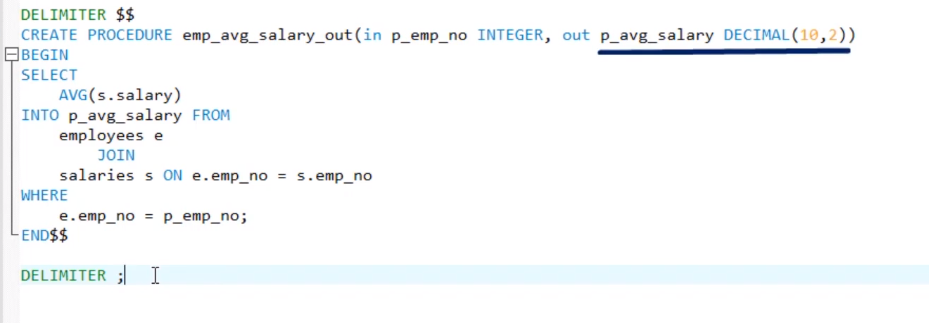 DELIMITER $$
CREATE PROCEDURE emp_avg_salary_out(in p_emp_no INTEGER, out p_avg_salary DECIMAL(10,2))
BEGIN
SELECT
    AVG(s.salary)
INTO p_avg_salary FROM
    employees e
        JOIN
    salaries s ON e.emp_no = s.emp_no
WHERE
    e.emp_no = p_emp_no;
END$$
DELIMITER ;